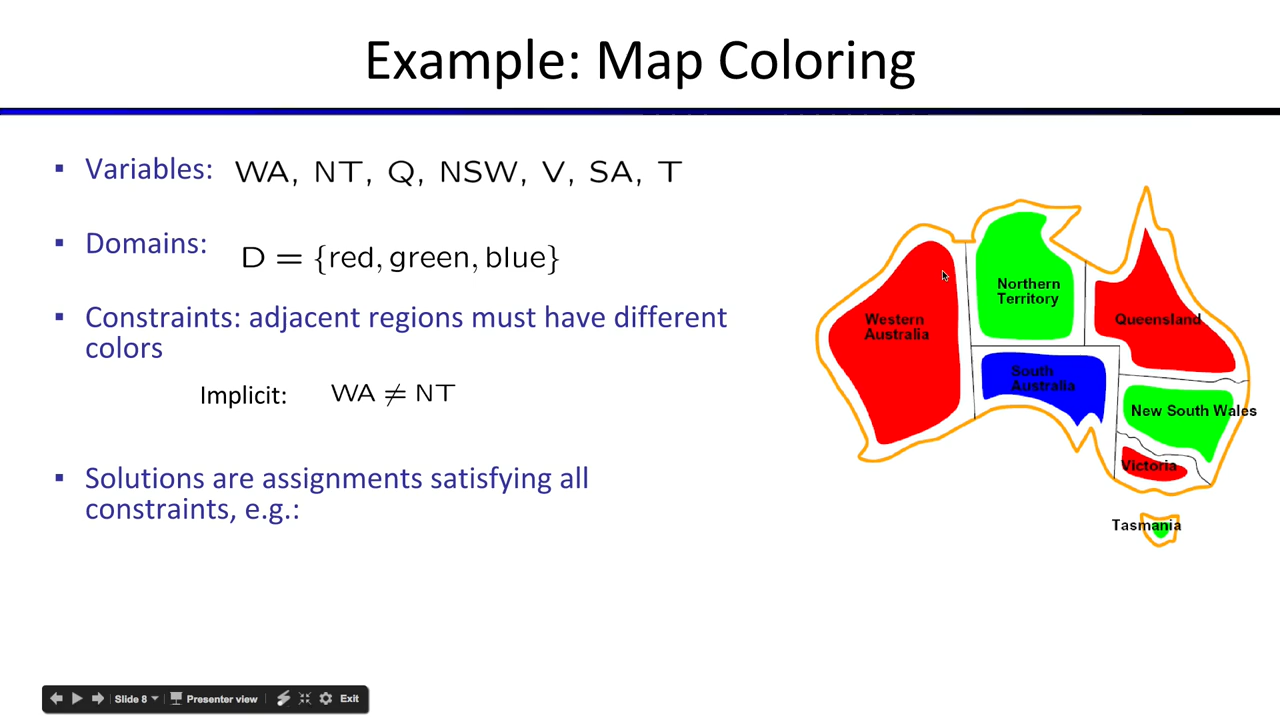 Example: Map Coloring
▪ Variables: WA, NT, Q, NSW, V, SA, T
▪ Domains: D = {red, green, blue}
▪ Constraints: adjacent regions must have different
colors
Implicit: WA ≠ NT
▪ Solutions are assignments satisfying all
constraints, e.g.:
Northern
Territory
Western
Australia
Queensland
South
Australia
New South Wales
Victoria
Tasmania
Slide 8 Presenter view Exit